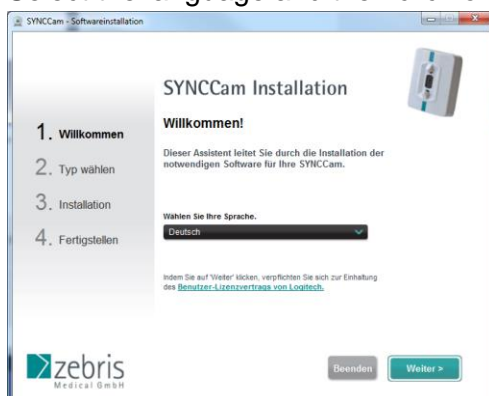 SYNCCam - Softwareinstallation
SYNCCam Installation
Willkommen!
Dieser Assistent leitet Sie durch die Installation der
notwendigen Software für Ihre SYNCCam.
1. Willkommen
2. Typ wählen
3. Installation
4. Fertigstellen
Wählen Sie Ihre Sprache.
Deutsch
Indem Sie auf 'Weiter' klicken, verpflichten Sie sich zur Einhaltung
des Benutzer-Lizenzvertrags von Logitech.
zebris
Medical GmbH
Beenden
Weiter >